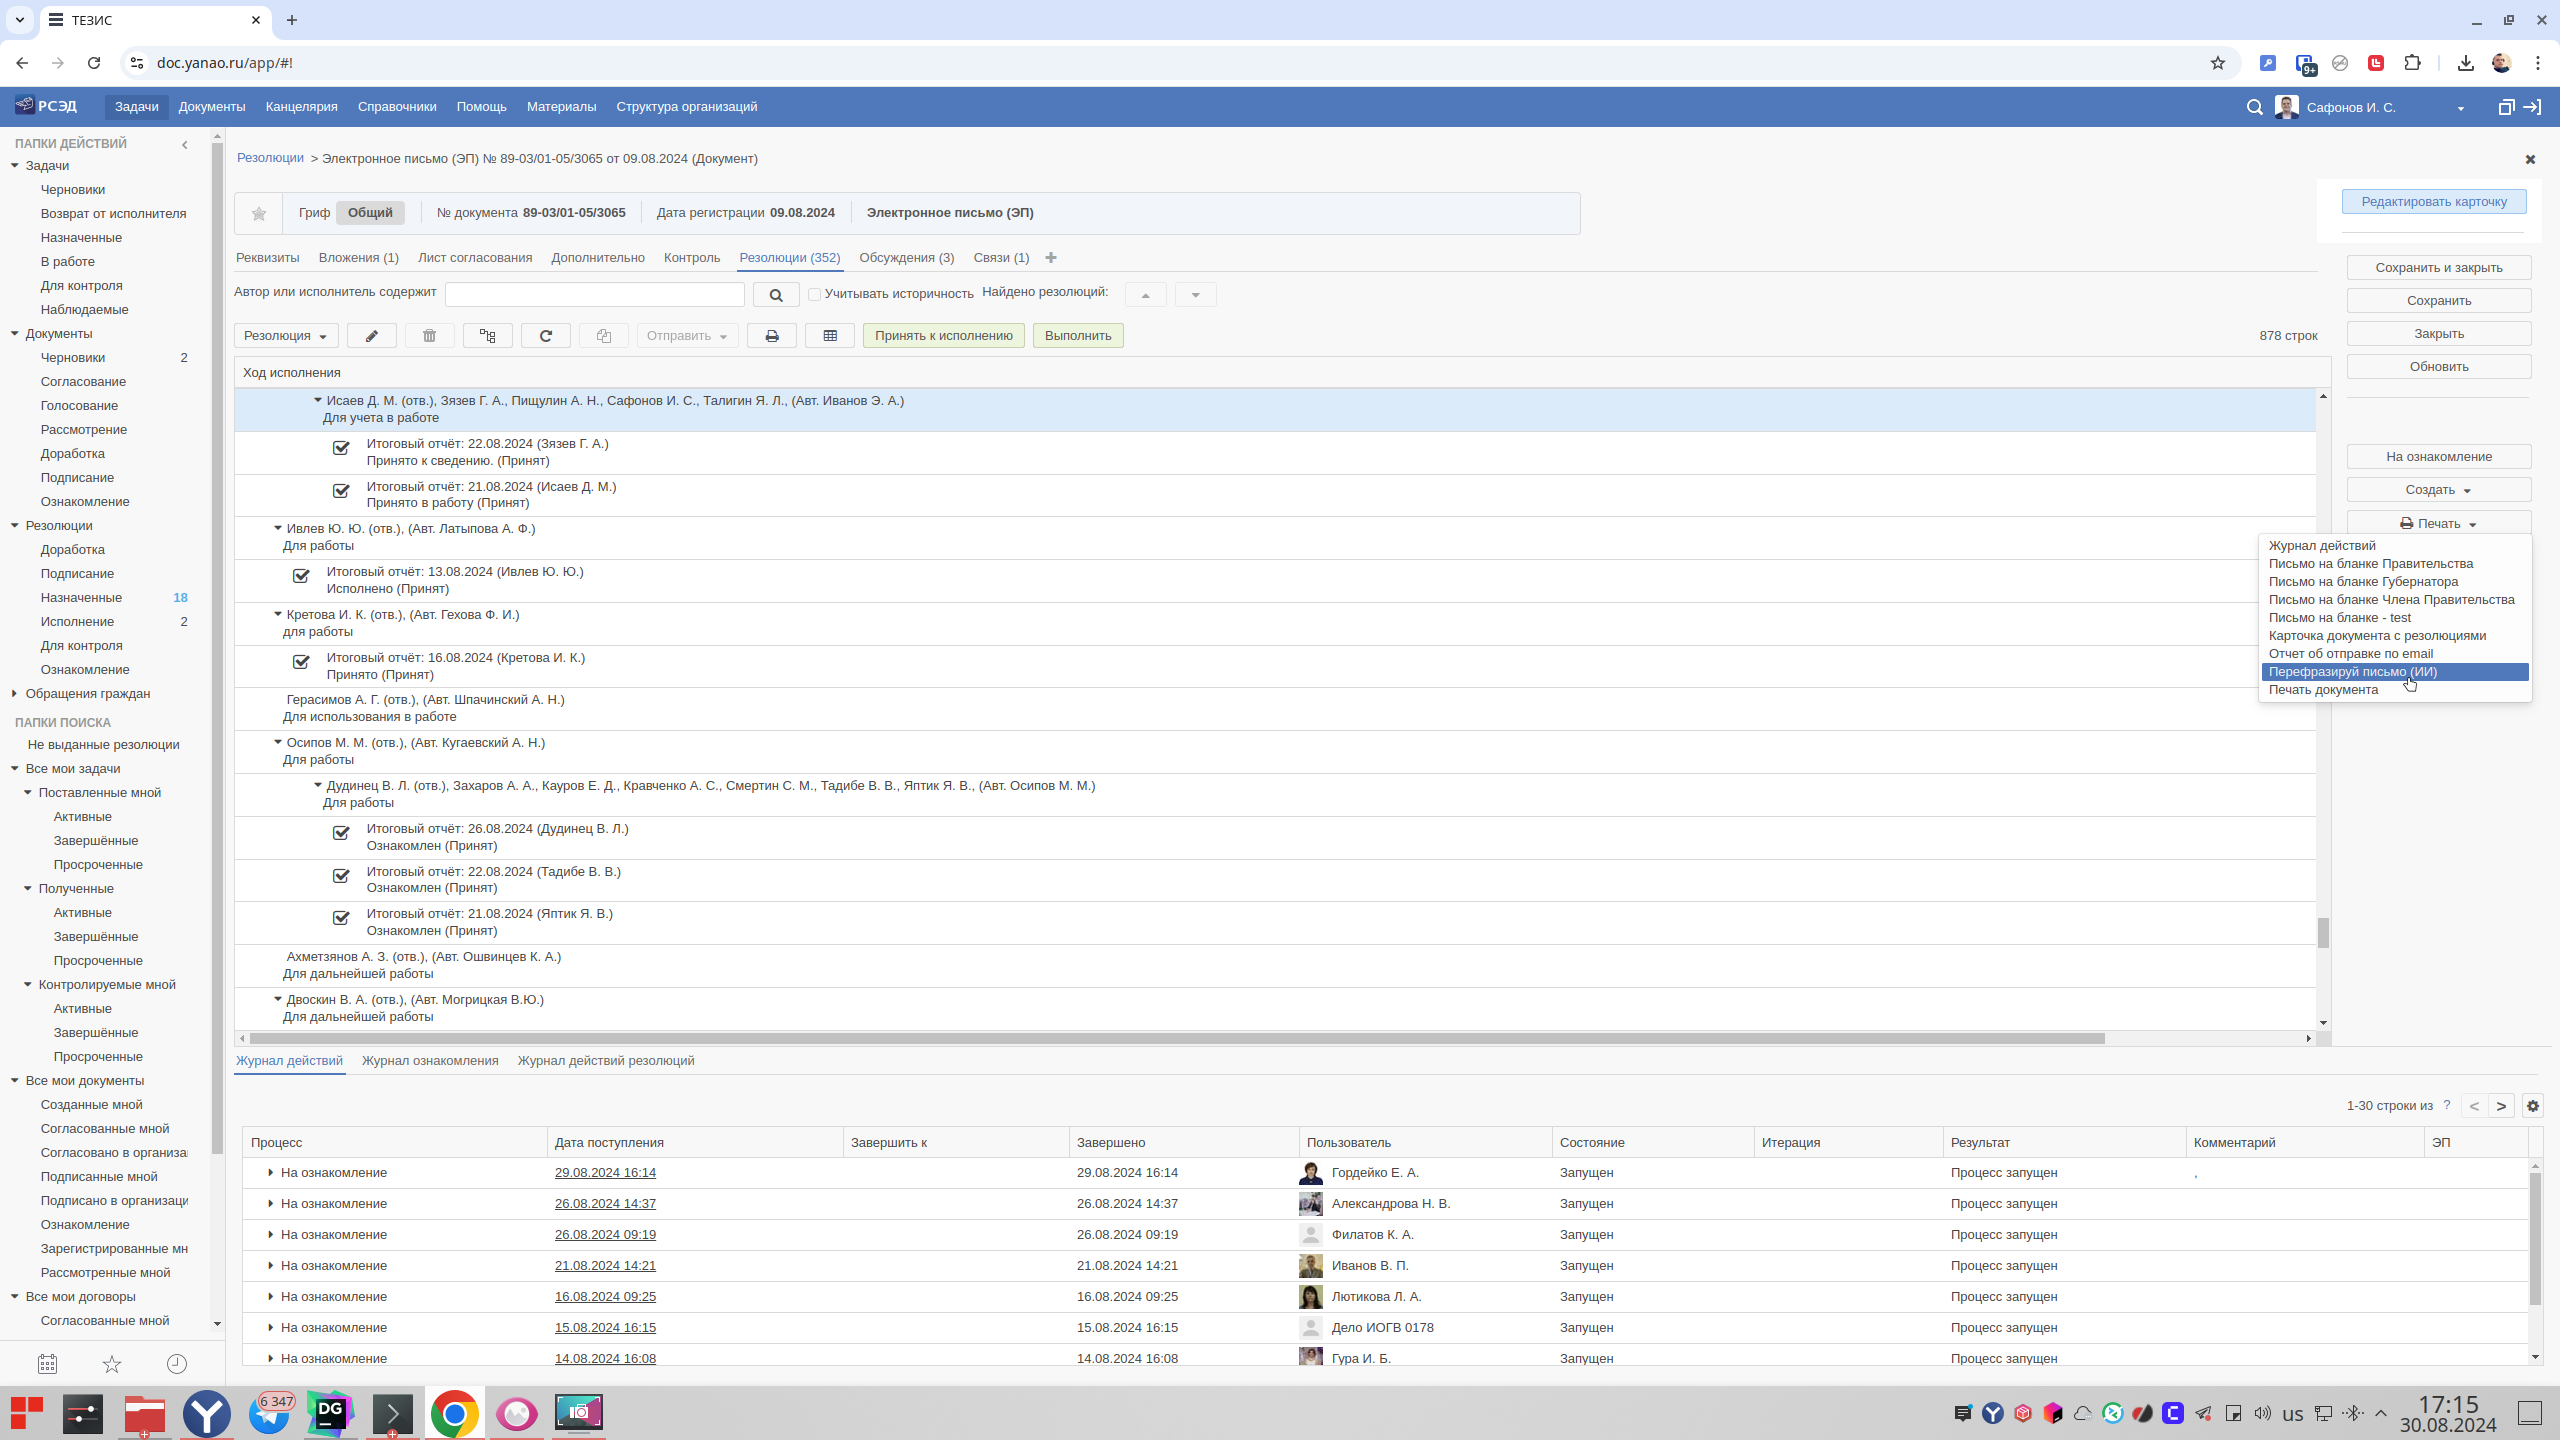 ТЕЗИС
doc.yanao.ru/app/#!
9+
РСЭД Задачи Документы Канцелярия Справочники Помощь Материалы Структура организаций Сафонов И. С.
ПАПКИ ДЕЙСТВИЙ
Задачи
Черновики
Возврат от исполнителя
Назначенные
В работе
Для контроля
Наблюдаемые
Документы
Черновики 2
Согласование
Голосование
Рассмотрение
Доработка
Подписание
Ознакомление
Резолюции
Доработка
Подписание
Назначенные 18
Исполнение 2
Для контроля
Ознакомление
Обращения граждан
ПАПКИ ПОИСКА
Не выданные резолюции
Все мои задачи
Поставленные мной
Активные
Завершённые
Просроченные
Полученные
Активные
Завершённые
Просроченные
Контролируемые мной
Активные
Завершённые
Просроченные
Все мои документы
Созданные мной
Согласованные мной
Согласовано в организа
Подписанные мной
Подписано в организаци
Ознакомление
Зарегистрированные мн
Рассмотренные мной
Все мои договоры
Согласованные мной
Резолюции > Электронное письмо (ЭП) № 89-03/01-05/3065 от 09.08.2024 (Документ)
Гриф Общий № документа 89-03/01-05/3065 Дата регистрации 09.08.2024 Электронное письмо (ЭП)
Реквизиты Вложения (1) Лист согласования Дополнительно Контроль Резолюции (352) Обсуждения (3) Связи (1)
Автор или исполнитель содержит Учитывать историчность Найдено резолюций:
Резолюция Отправить Принять к исполнению Выполнить 878 строк
Ход исполнения
Исаев Д. М. (отв.), Зязев Г. А., Пищулин А. Н., Сафонов И. С., Талигин Я. Л., (Авт. Иванов Э. А.)
Для учета в работе
Итоговый отчёт: 22.08.2024 (Зязев Г. А.)
Принято к сведению. (Принят)
Итоговый отчёт: 21.08.2024 (Исаев Д. М.)
Принято в работу (Принят)
Ивлев Ю. Ю. (отв.), (Авт. Латыпова А. Ф.)
Для работы
Итоговый отчёт: 13.08.2024 (Ивлев Ю. Ю.)
Исполнено (Принят)
Кретова И. К. (отв.), (Авт. Гехова Ф. И.)
для работы
Итоговый отчёт: 16.08.2024 (Кретова И. К.)
Принято (Принят)
Герасимов А. Г. (отв.), (Авт. Шпачинский А. Н.)
Для использования в работе
Осипов М. М. (отв.), (Авт. Кугаевский А. Н.)
Для работы
Дудинец В. Л. (отв.), Захаров А. А., Кауров Е. Д., Кравченко А. С., Смертин С. М., Тадибе В. В., Яптик Я. В., (Авт. Осипов М. М.)
Для работы
Итоговый отчёт: 26.08.2024 (Дудинец В. Л.)
Ознакомлен (Принят)
Итоговый отчёт: 22.08.2024 (Тадибе В. В.)
Ознакомлен (Принят)
Итоговый отчёт: 21.08.2024 (Яптик Я. В.)
Ознакомлен (Принят)
Ахметзянов А. З. (отв.), (Авт. Ошвинцев К. А.)
Для дальнейшей работы
Двоскин В. А. (отв.), (Авт. Могрицкая В.Ю.)
Для дальнейшей работы
Редактировать карточку
Сохранить и закрыть
Сохранить
Закрыть
Обновить
На ознакомление
Создать
Печать
Журнал действий
Письмо на бланке Правительства
Письмо на бланке Губернатора
Письмо на бланке Члена Правительства
Письмо на бланке - test
Карточка документа с резолюциями
Отчет об отправке по email
Перефразируй письмо (ИИ)
Печать документа
Журнал действий Журнал ознакомления Журнал действий резолюций
1-30 строки из ? < >
Процесс Дата поступления Завершить к Завершено Пользователь Состояние Итерация Результат Комментарий ЭП
На ознакомление 29.08.2024 16:14 29.08.2024 16:14 Гордейко Е. А. Запущен Процесс запущен ,
На ознакомление 26.08.2024 14:37 26.08.2024 14:37 Александрова Н. В. Запущен Процесс запущен
На ознакомление 26.08.2024 09:19 26.08.2024 09:19 Филатов К. А. Запущен Процесс запущен
На ознакомление 21.08.2024 14:21 21.08.2024 14:21 Иванов В. П. Запущен Процесс запущен
На ознакомление 16.08.2024 09:25 16.08.2024 09:25 Лютикова Л. А. Запущен Процесс запущен
На ознакомление 15.08.2024 16:15 15.08.2024 16:15 Дело ИОГВ 0178 Запущен Процесс запущен
На ознакомление 14.08.2024 16:08 14.08.2024 16:08 Гура И. Б. Запущен Процесс запущен
6 347
DG
us
17:15
30.08.2024